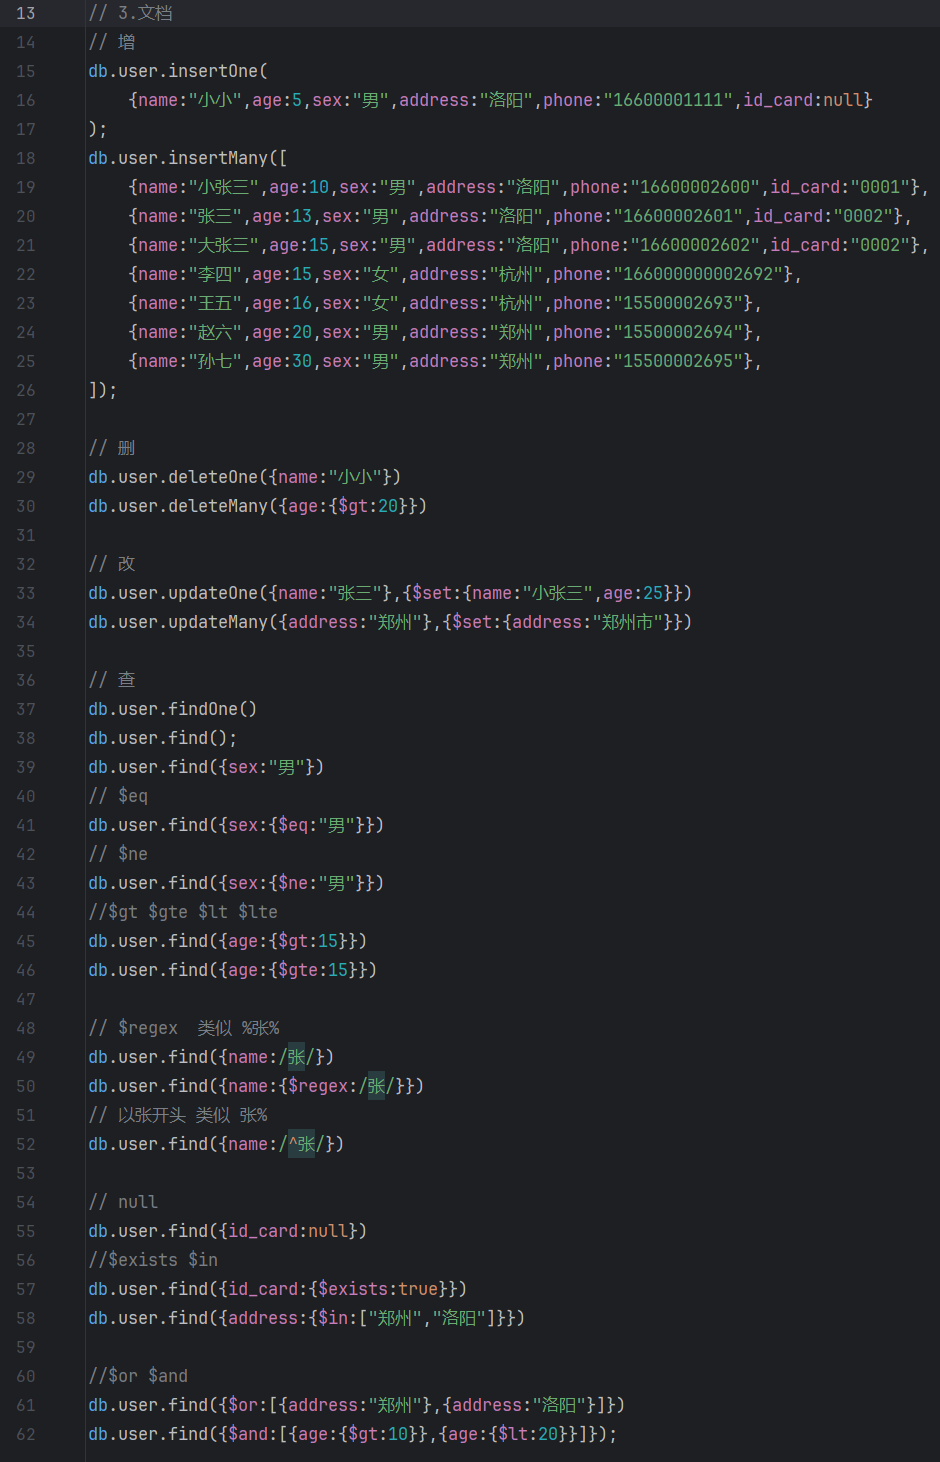 13 // 3.文档
14 // 增
15 db.user.insertOne(
16 {name:"小小",age:5,sex:"男",address:"洛阳",phone:"16600001111",id_card:null}
17 );
18 db.user.insertMany([
19 {name:"小张三",age:10,sex:"男",address:"洛阳",phone:"16600002600",id_card:"0001"},
20 {name:"张三",age:13,sex:"男",address:"洛阳",phone:"16600002601",id_card:"0002"},
21 {name:"大张三",age:15,sex:"男",address:"洛阳",phone:"16600002602",id_card:"0002"},
22 {name:"李四",age:15,sex:"女",address:"杭州",phone:"166000000002692"},
23 {name:"王五",age:16,sex:"女",address:"杭州",phone:"15500002693"},
24 {name:"赵六",age:20,sex:"男",address:"郑州",phone:"15500002694"},
25 {name:"孙七",age:30,sex:"男",address:"郑州",phone:"15500002695"},
26 ]);
27
28 // 删
29 db.user.deleteOne({name:"小小"})
30 db.user.deleteMany({age:{$gt:20}})
31
32 // 改
33 db.user.updateOne({name:"张三"},{$set:{name:"小张三",age:25}})
34 db.user.updateMany({address:"郑州"},{$set:{address:"郑州市"}})
35
36 // 查
37 db.user.findOne()
38 db.user.find();
39 db.user.find({sex:"男"})
40 // $eq
41 db.user.find({sex:{$eq:"男"}})
42 // $ne
43 db.user.find({sex:{$ne:"男"}})
44 //$gt $gte $lt $lte
45 db.user.find({age:{$gt:15}})
46 db.user.find({age:{$gte:15}})
47
48 // $regex  类似 %张%
49 db.user.find({name:/张/})
50 db.user.find({name:{$regex:/张/}})
51 // 以张开头 类似 张%
52 db.user.find({name:/^张/})
53
54 // null
55 db.user.find({id_card:null})
56 //$exists $in
57 db.user.find({id_card:{$exists:true}})
58 db.user.find({address:{$in:["郑州","洛阳"]}})
59
60 //$or $and
61 db.user.find({$or:[{address:"郑州"},{address:"洛阳"}]})
62 db.user.find({$and:[{age:{$gt:10}},{age:{$lt:20}}]});